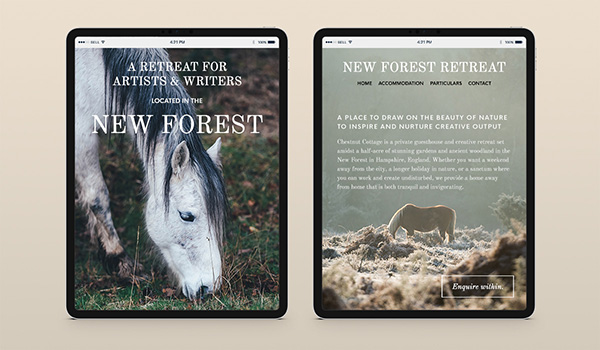 BELL 4:21 PM 100%
A RETREAT FOR
ARTISTS & WRITERS
LOCATED IN THE
NEW FOREST
BELL 4:21 PM 100%
NEW FOREST RETREAT
HOME ACCOMMODATION PARTICULARS CONTACT
A PLACE TO DRAW ON THE BEAUTY OF NATURE
TO INSPIRE AND NURTURE CREATIVE OUTPUT
Chestnut Cottage is a private guesthouse and creative retreat set
amidst a half-acre of stunning gardens and ancient woodland in the
New Forest in Hampshire, England. Whether you want a weekend
away from the city, a longer holiday in nature, or a sanctum where
you can work and create undisturbed, we provide a home away
from home that is both tranquil and invigorating.
Enquire within.